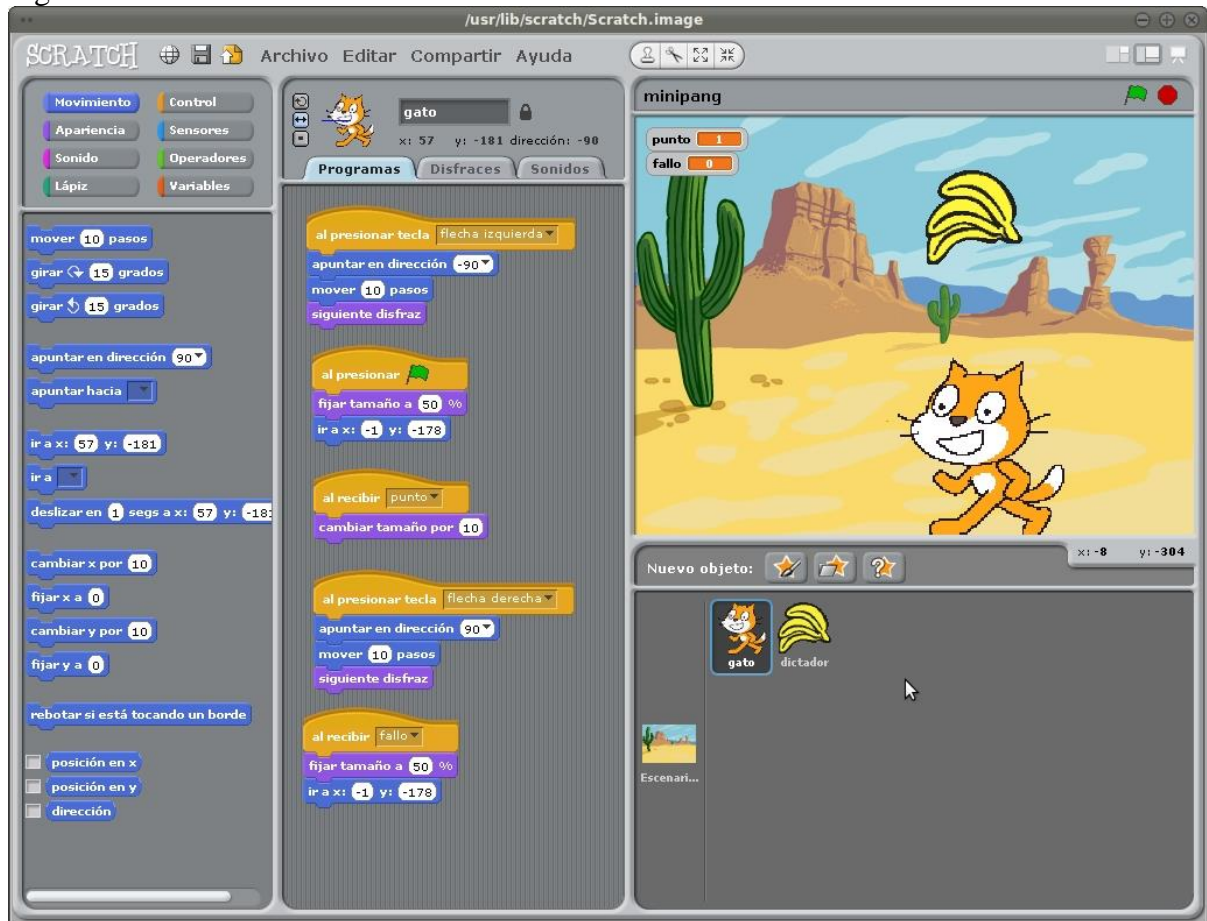 /usr/lib/scratch/Scratch.image
SCRATCH Archivo Editar Compartir Ayuda
Movimiento Control
Apariencia Sensores
Sonido Operadores
Lápiz Variables
mover 10 pasos
girar 15 grados
girar 15 grados
apuntar en dirección 90
apuntar hacia
ir a x: 57 y: -181
ir a
deslizar en 1 segs a x: 57 y: -18
cambiar x por 10
fijar x a 0
cambiar y por 10
fijar y a 0
rebotar si está tocando un borde
posición en x
posición en y
dirección
gato
x: 57 y: -181 dirección: -90
Programas Disfraces Sonidos
al presionar tecla flecha izquierda
apuntar en dirección -90
mover 10 pasos
siguiente disfraz
al presionar
fijar tamaño a 50 %
ir a x: -1 y: -178
al recibir punto
cambiar tamaño por 10
al presionar tecla flecha derecha
apuntar en dirección 90
mover 10 pasos
siguiente disfraz
al recibir fallo
fijar tamaño a 50 %
ir a x: -1 y: -178
minipang
punto 1
fallo 0
x: -8 y: -304
Nuevo objeto:
gato dictador
Escenari...